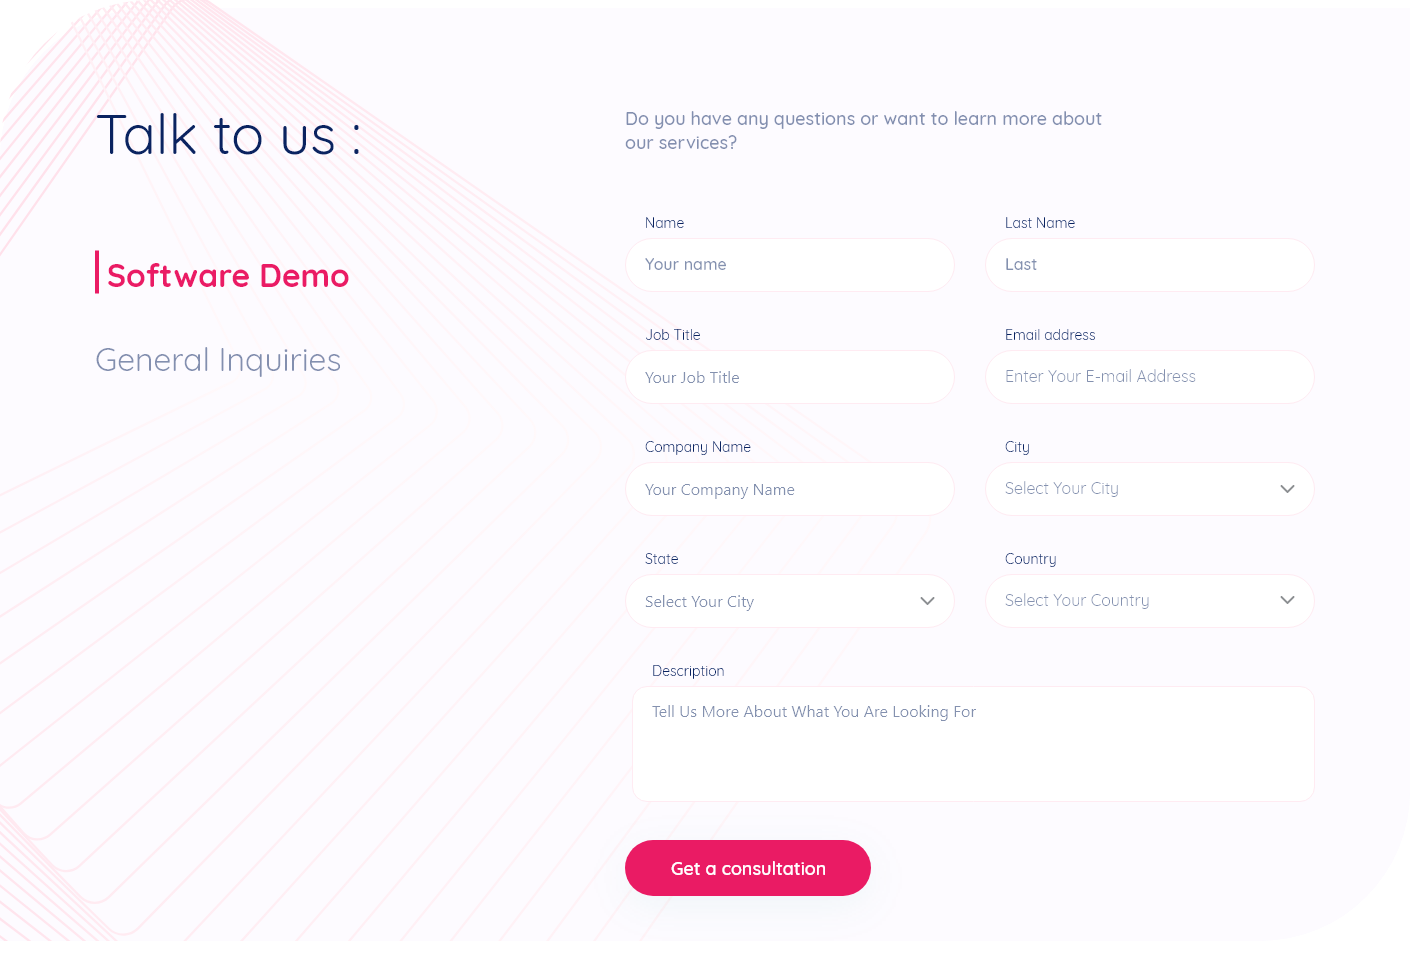 Talk to us :
Software Demo
General Inquiries
Do you have any questions or want to learn more about
our services?
Name
Last Name
Your name
Last
Job Title
Email address
Your Job Title
Enter Your E-mail Address
Company Name
City
Your Company Name
Select Your City
State
Country
Select Your City
Select Your Country
Description
Tell Us More About What You Are Looking For
Get a consultation